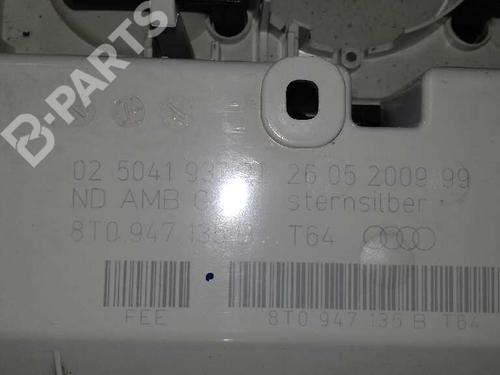 B-PARTS
02 5041 93 26 05 2009 99
ND AMB sternsilber
8T0 947 135 B T64
FEE 8T0 947 135 B T64